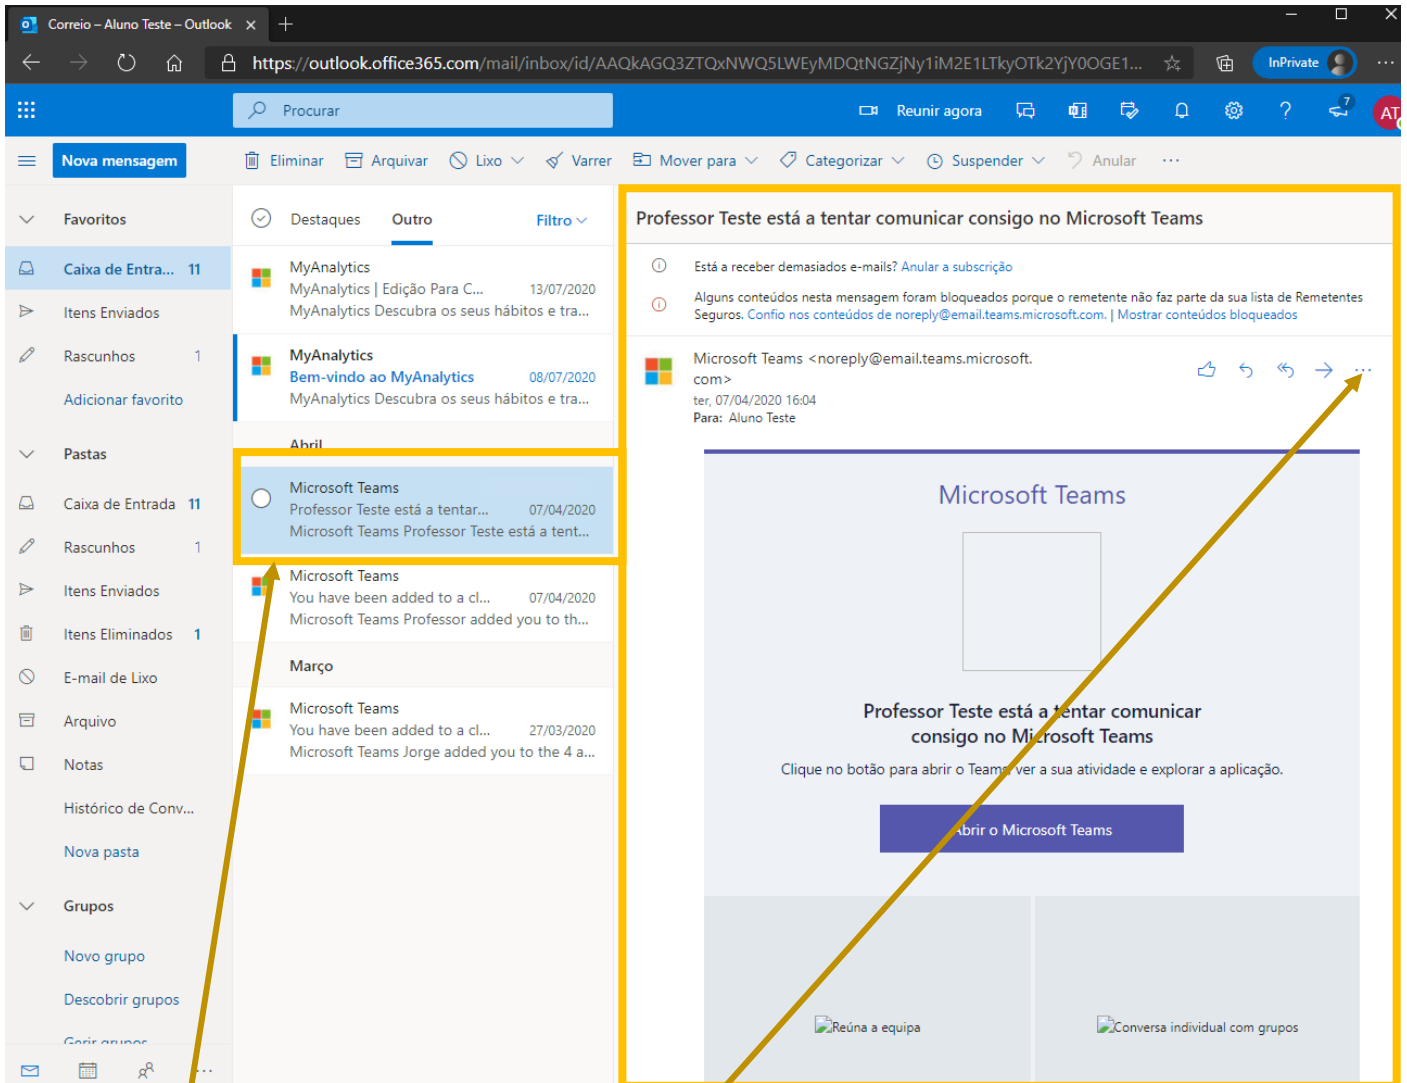 Correio – Aluno Teste – Outlook
https://outlook.office365.com/mail/inbox/id/AAQkAGQ3ZTQxNWQ5LWEyMDQtNGZjNy1iM2E1LTkyOTk2YjY0OGE1...
InPrivate
Procurar
Reunir agora
7
AT
Nova mensagem
Eliminar
Arquivar
Lixo
Varrer
Mover para
Categorizar
Suspender
Anular
Favoritos
Caixa de Entra... 11
Itens Enviados
Rascunhos 1
Adicionar favorito
Pastas
Caixa de Entrada 11
Rascunhos 1
Itens Enviados
Itens Eliminados 1
E-mail de Lixo
Arquivo
Notas
Histórico de Conv...
Nova pasta
Grupos
Novo grupo
Descobrir grupos
Gerir grupos
Destaques Outro Filtro
MyAnalytics
MyAnalytics | Edição Para C... 13/07/2020
MyAnalytics Descubra os seus hábitos e tra...
MyAnalytics
Bem-vindo ao MyAnalytics 08/07/2020
MyAnalytics Descubra os seus hábitos e tra...
Abril
Microsoft Teams
Professor Teste está a tentar... 07/04/2020
Microsoft Teams Professor Teste está a tent...
Microsoft Teams
You have been added to a cl... 07/04/2020
Microsoft Teams Professor added you to th...
Março
Microsoft Teams
You have been added to a cl... 27/03/2020
Microsoft Teams Jorge added you to the 4 a...
Professor Teste está a tentar comunicar consigo no Microsoft Teams
Está a receber demasiados e-mails? Anular a subscrição
Alguns conteúdos nesta mensagem foram bloqueados porque o remetente não faz parte da sua lista de Remetentes
Seguros. Confio nos conteúdos de noreply@email.teams.microsoft.com. | Mostrar conteúdos bloqueados
Microsoft Teams <noreply@email.teams.microsoft.
com>
ter, 07/04/2020 16:04
Para: Aluno Teste
Microsoft Teams
Professor Teste está a tentar comunicar
consigo no Microsoft Teams
Clique no botão para abrir o Teams, ver a sua atividade e explorar a aplicação.
Abrir o Microsoft Teams
Reúna a equipa
Conversa individual com grupos